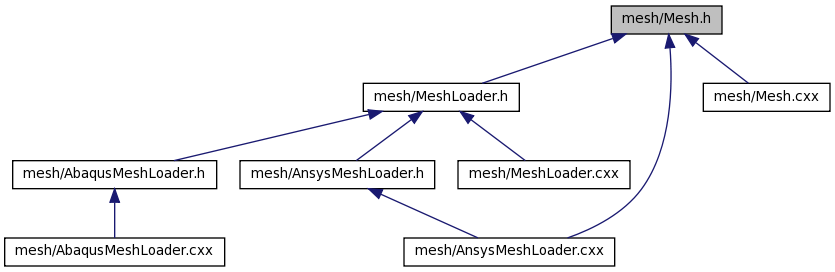 mesh/Mesh.h
mesh/MeshLoader.h
mesh/Mesh.cxx
mesh/AbaqusMeshLoader.h
mesh/AnsysMeshLoader.h
mesh/MeshLoader.cxx
mesh/AbaqusMeshLoader.cxx
mesh/AnsysMeshLoader.cxx